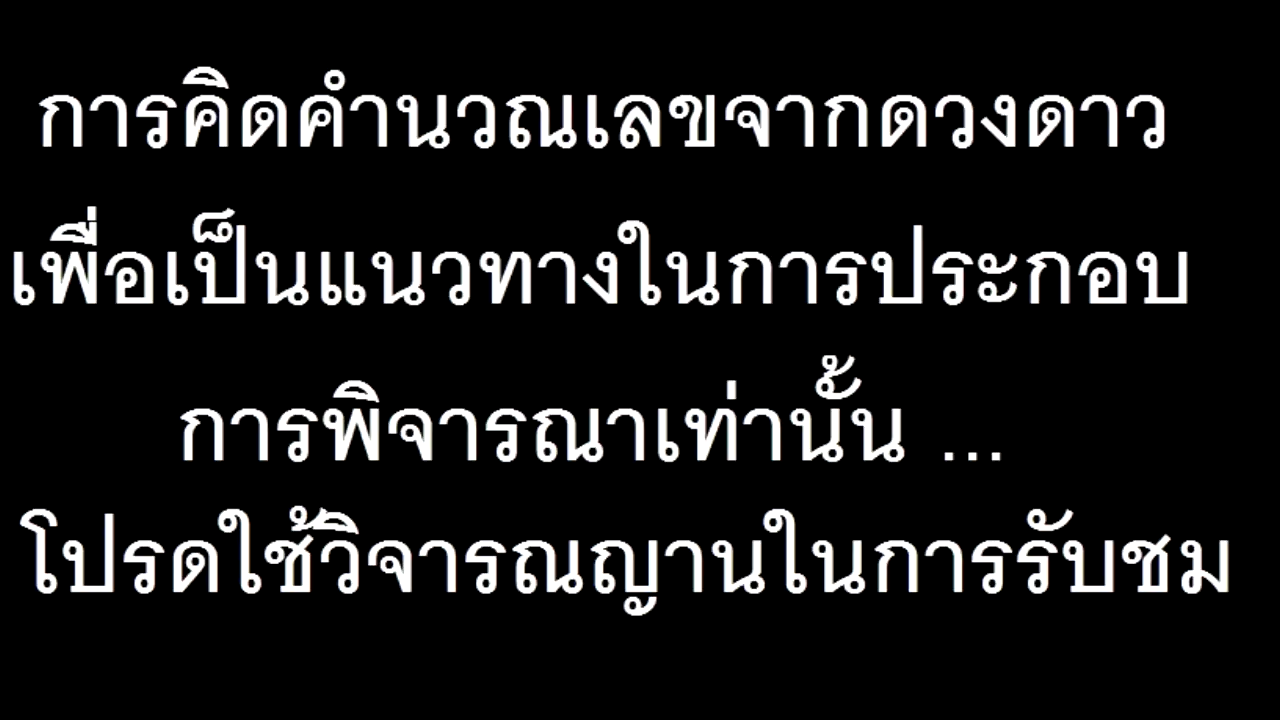 การคิดคำนวณเลขจากดวงดาว
เพื่อเป็นแนวทางในการประกอบ
การพิจารณาเท่านั้น ...
โปรดใช้วิจารณญานในการรับชม